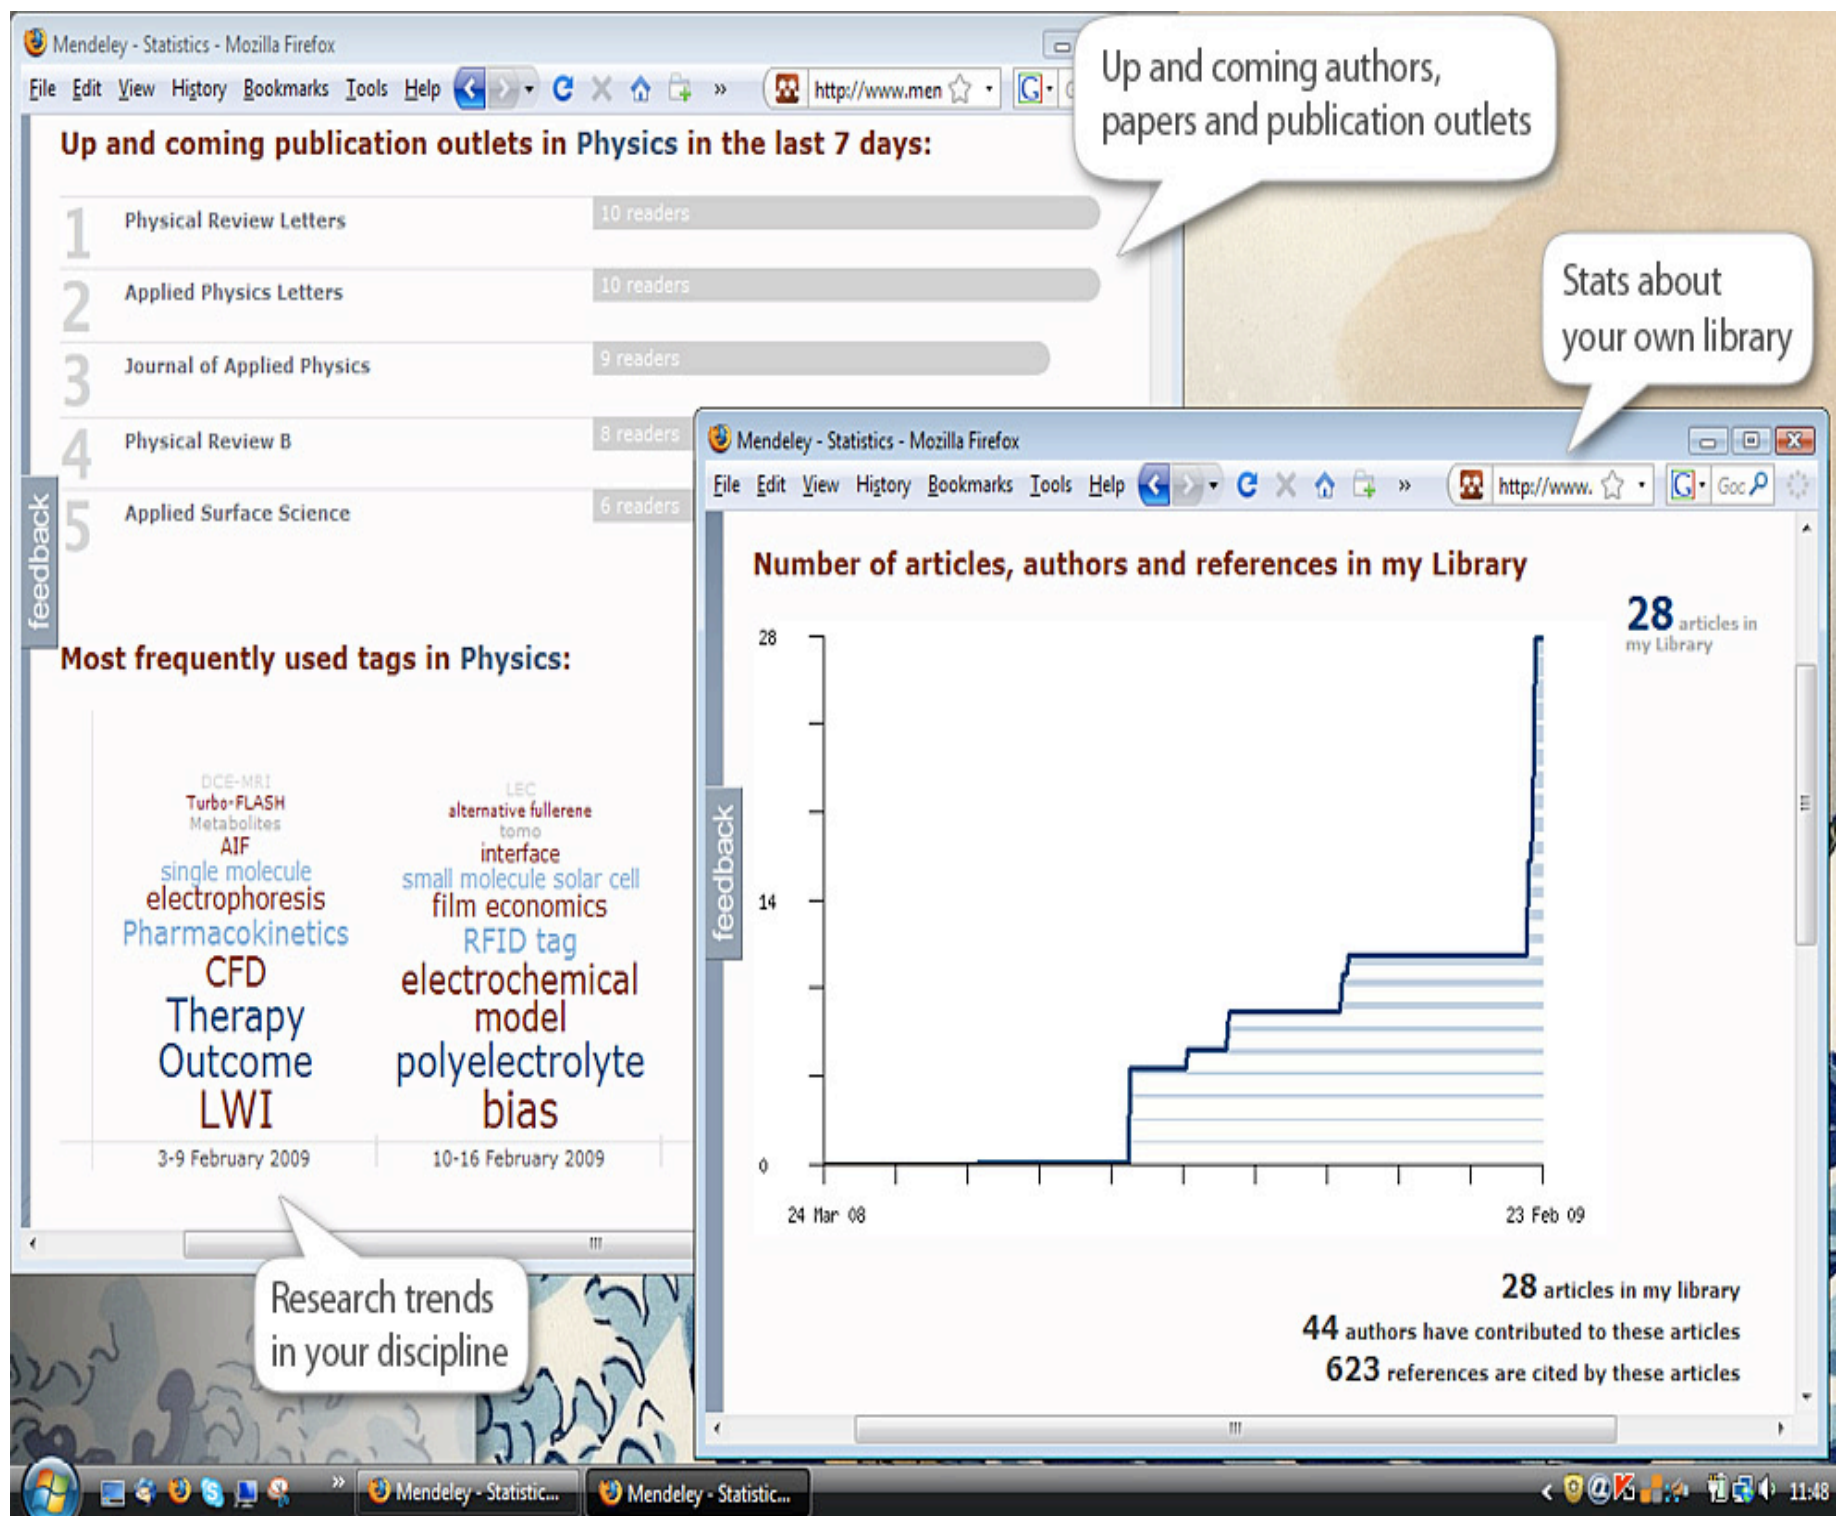 Mendeley - Statistics - Mozilla Firefox
File Edit View History Bookmarks Tools Help » http://www.men
Up and coming authors,
papers and publication outlets
Up and coming publication outlets in Physics in the last 7 days:
1 Physical Review Letters 10 readers
2 Applied Physics Letters 10 readers
3 Journal of Applied Physics 9 readers
4 Physical Review B 8 readers
5 Applied Surface Science 6 readers
feedback
Most frequently used tags in Physics:
DCE-MRI
Turbo-FLASH
Metabolites
AIF
single molecule
electrophoresis
Pharmacokinetics
CFD
Therapy
Outcome
LWI
3-9 February 2009
LEC
alternative fullerene
tomo
interface
small molecule solar cell
film economics
RFID tag
electrochemical
model
polyelectrolyte
bias
10-16 February 2009
Research trends
in your discipline
Stats about
your own library
Mendeley - Statistics - Mozilla Firefox
File Edit View History Bookmarks Tools Help » http://www. G Goc
feedback
Number of articles, authors and references in my Library
28 articles in
my Library
28
14
0
24 Mar 08 23 Feb 09
28 articles in my library
44 authors have contributed to these articles
623 references are cited by these articles
» Mendeley - Statistic... Mendeley - Statistic... 11:48